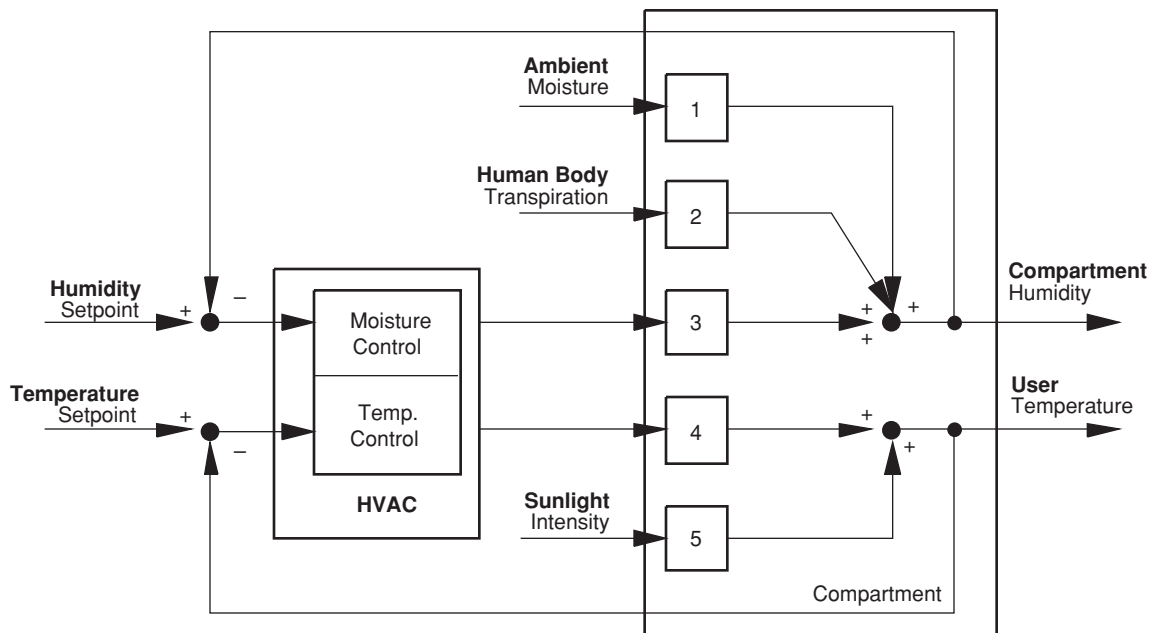 Ambient
Moisture
1
Human Body
Transpiration
2
Humidity
Setpoint
+
–
Moisture
Control
3
+
+
+
Compartment
Humidity
Temperature
Setpoint
+
–
Temp.
Control
4
+
+
User
Temperature
HVAC
Sunlight
Intensity
5
Compartment